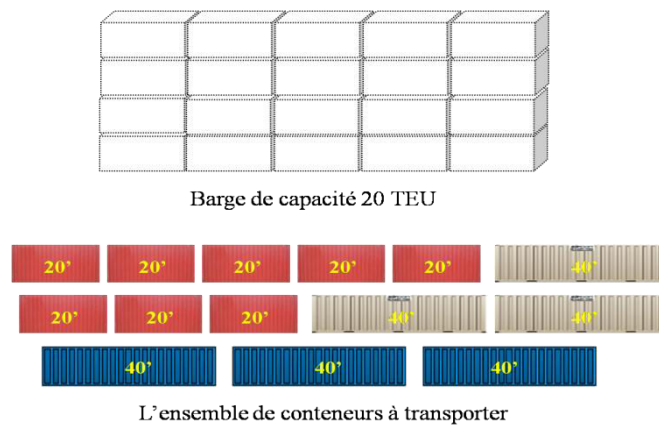 Barge de capacité 20 TEU
20’ 20’ 20’ 20’ 20’ 40’
20’ 20’ 20’ 40’ 40’
40’ 40’ 40’
L’ensemble de conteneurs à transporter